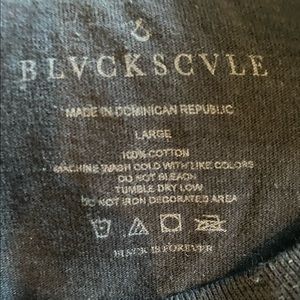 BLVCKSCVLE
MADE IN DOMINICAN REPUBLIC
LARGE
100% COTTON
MACHINE WASH COLD WITH LIKE COLORS
DO NOT BLEACH
TUMBLE DRY LOW
DO NOT IRON DECORATED AREA
BLACK IS FOREVER